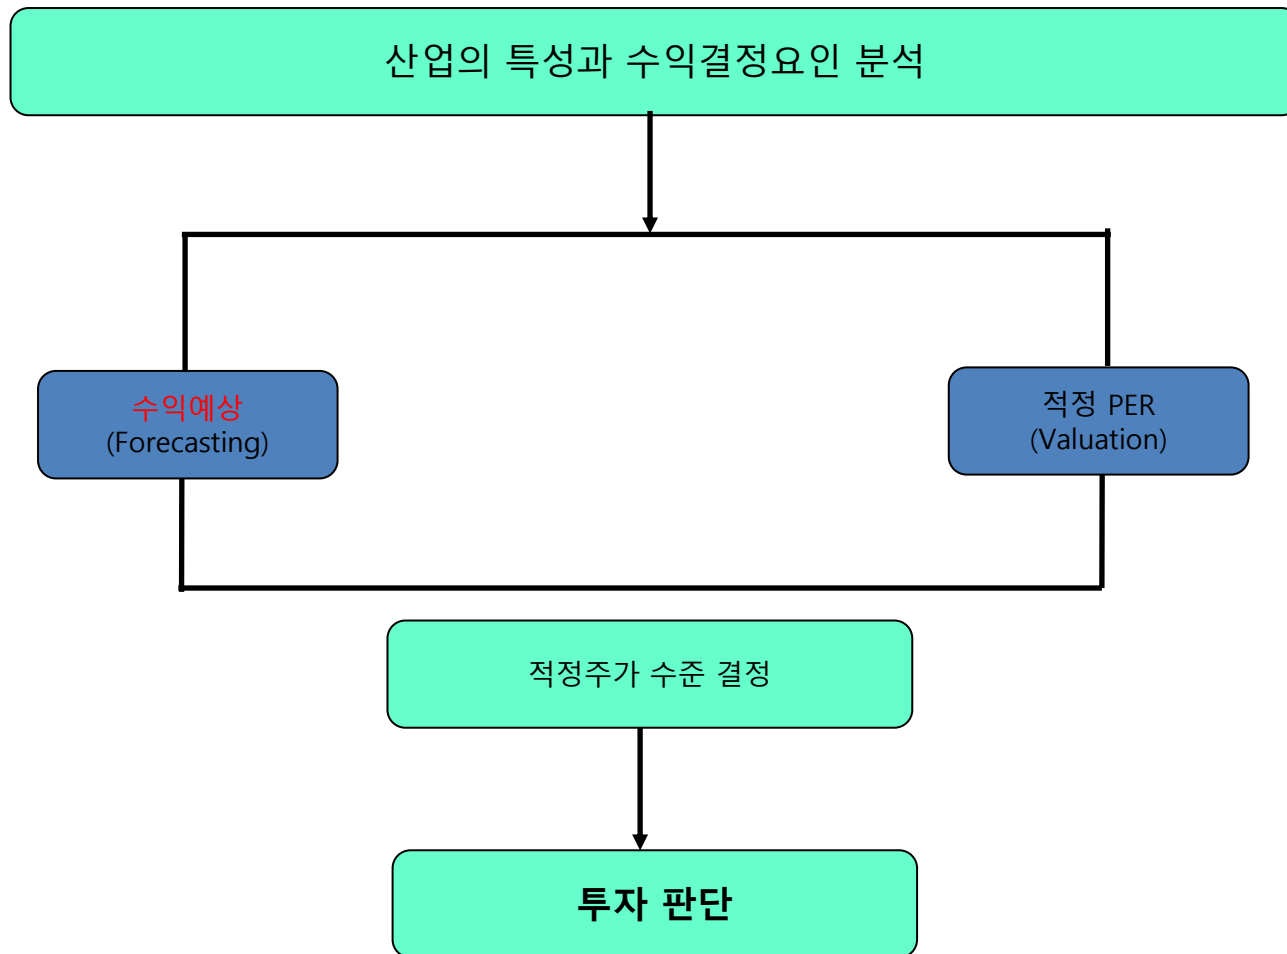 산업의 특성과 수익결정요인 분석
수익예상
(Forecasting)
적정 PER
(Valuation)
적정주가 수준 결정
투자 판단